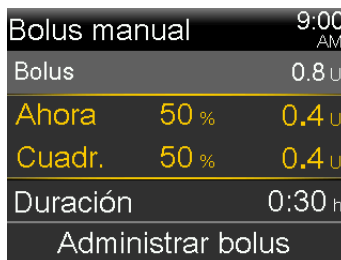 Bolus manual 9:00 AM
Bolus 0.8 U
Ahora 50 % 0.4 U
Cuadr. 50 % 0.4 U
Duración 0:30 h
Administrar bolus